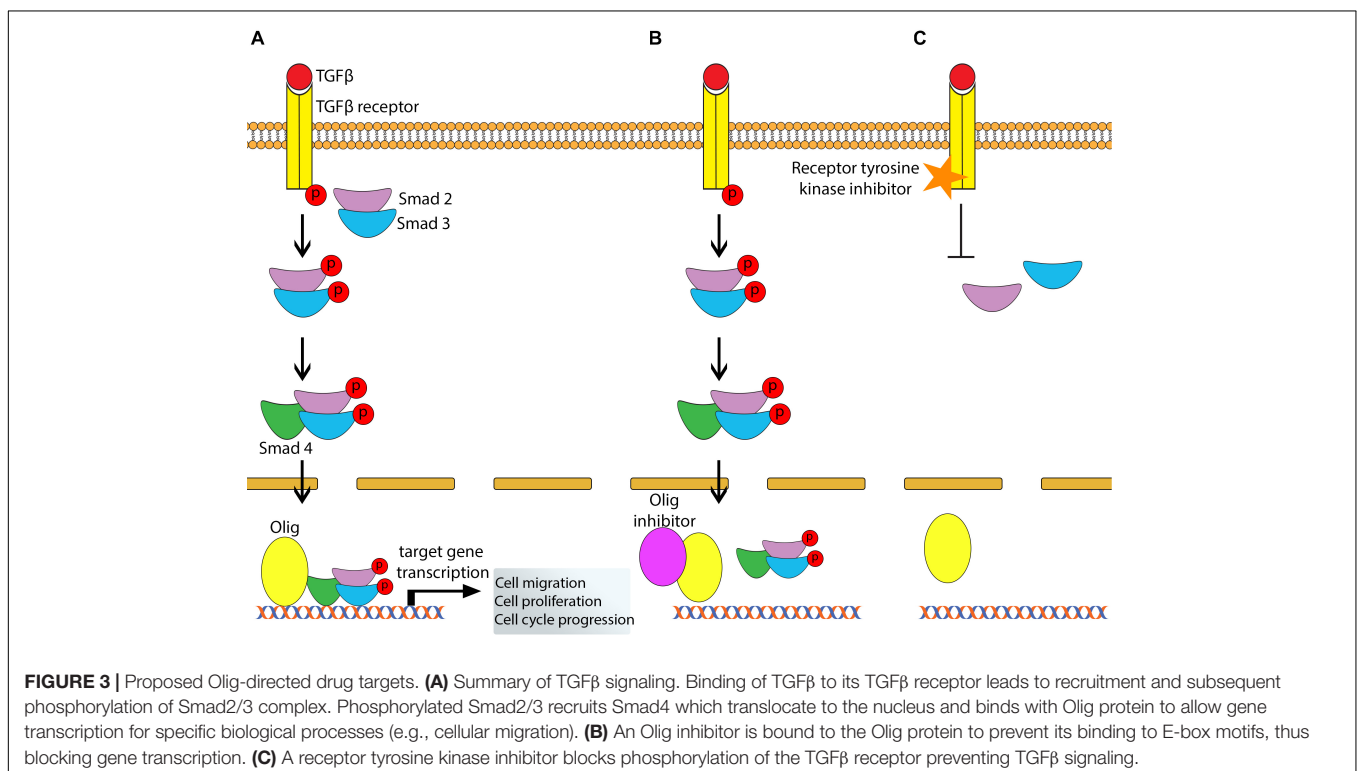 A
B
C
TGFβ
TGFβ receptor
P
Smad 2
Smad 3
P
P
P
P
Smad 4
Olig
target gene
transcription
P
P
Cell migration
Cell proliferation
Cell cycle progression
P
P
P
P
P
Olig
inhibitor
P
P
Receptor tyrosine
kinase inhibitor
FIGURE 3 | Proposed Olig-directed drug targets. (A) Summary of TGFβ signaling. Binding of TGFβ to its TGFβ receptor leads to recruitment and subsequent
phosphorylation of Smad2/3 complex. Phosphorylated Smad2/3 recruits Smad4 which translocate to the nucleus and binds with Olig protein to allow gene
transcription for specific biological processes (e.g., cellular migration). (B) An Olig inhibitor is bound to the Olig protein to prevent its binding to E-box motifs, thus
blocking gene transcription. (C) A receptor tyrosine kinase inhibitor blocks phosphorylation of the TGFβ receptor preventing TGFβ signaling.